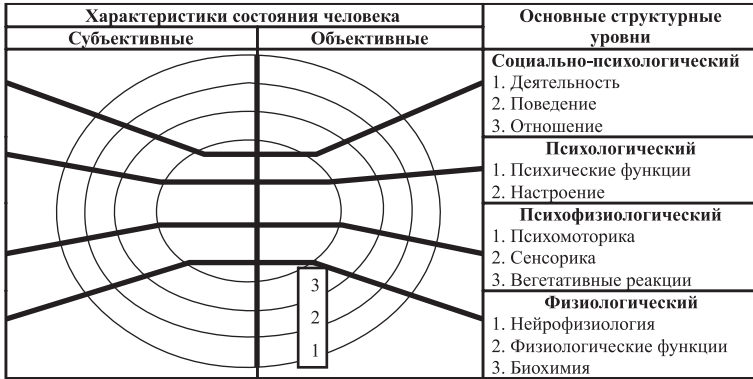 Характеристики состояния человека
Субъективные
Объективные
3
2
1
Основные структурные
уровни
Социально-психологический
1. Деятельность
2. Поведение
3. Отношение
Психологический
1. Психические функции
2. Настроение
Психофизиологический
1. Психомоторика
2. Сенсорика
3. Вегетативные реакции
Физиологический
1. Нейрофизиология
2. Физиологические функции
3. Биохимия